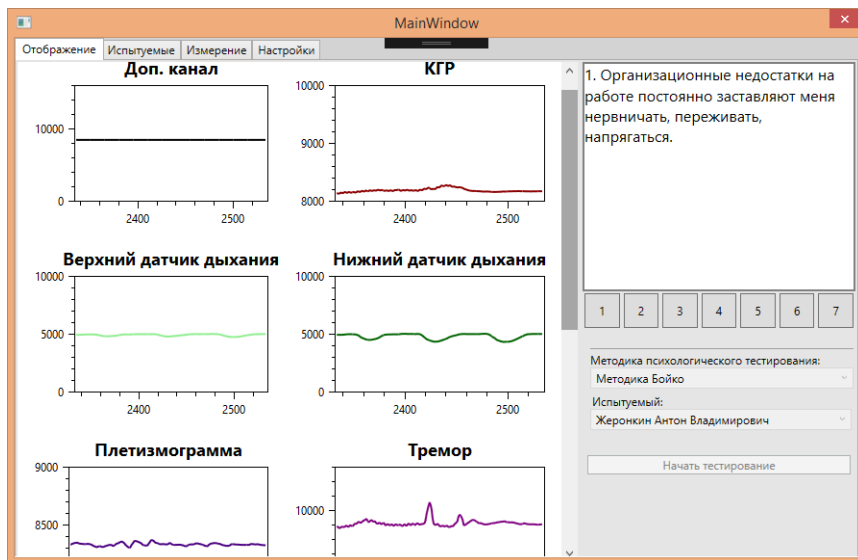 MainWindow
Отображение Испытуемые Измерение Настройки
Доп. канал
10000
0
2400 2500
КГР
10000
9000
8000
2400 2500
Верхний датчик дыхания
10000
5000
0
2400 2500
Нижний датчик дыхания
10000
5000
0
2400 2500
Плетизмограмма
9000
8500
Тремор
10000
1. Организационные недостатки на
работе постоянно заставляют меня
нервничать, переживать,
напрягаться.
1 2 3 4 5 6 7
Методика психологического тестирования:
Методика Бойко
Испытуемый:
Жеронкин Антон Владимирович
Начать тестирование